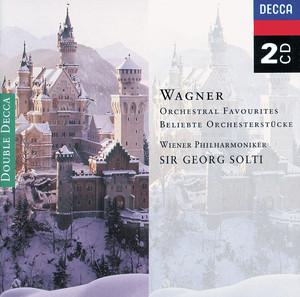 DECCA
2CD
WAGNER
ORCHESTRAL FAVOURITES
BELIEBTE ORCHESTERSTÜCKE
WIENER PHILHARMONIKER
SIR GEORG SOLTI
DOUBLE DECCA